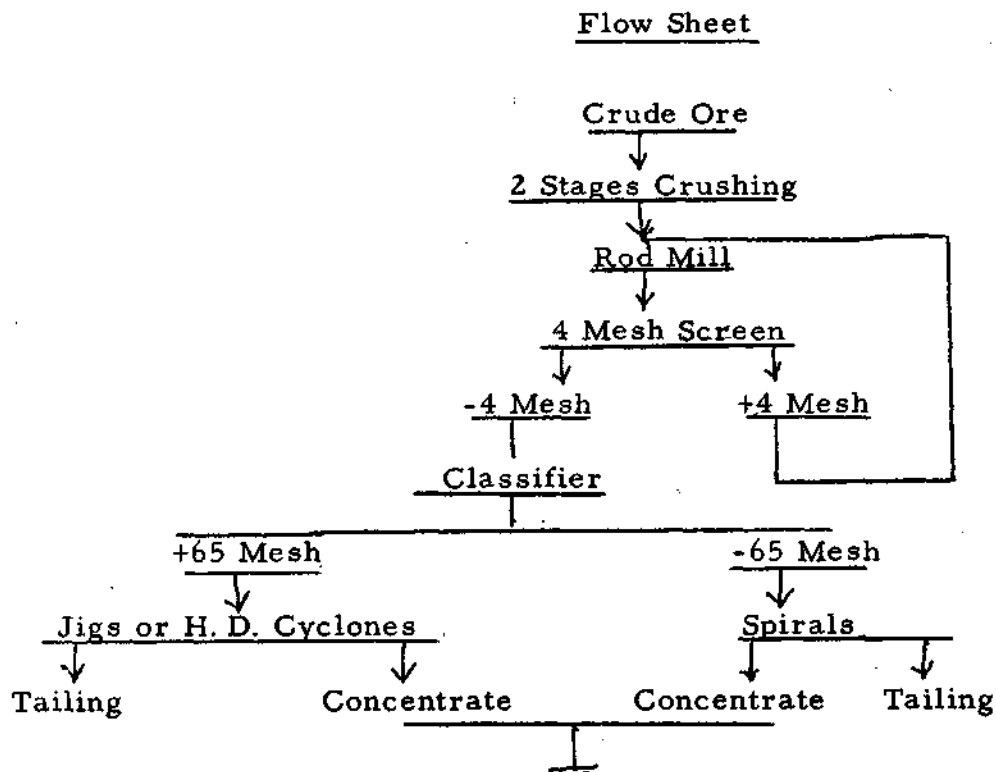 Flow Sheet
Crude Ore
2 Stages Crushing
Rod Mill
4 Mesh Screen
-4 Mesh
+4 Mesh
Classifier
+65 Mesh
-65 Mesh
Jigs or H. D. Cyclones
Spirals
Tailing
Concentrate
Concentrate
Tailing